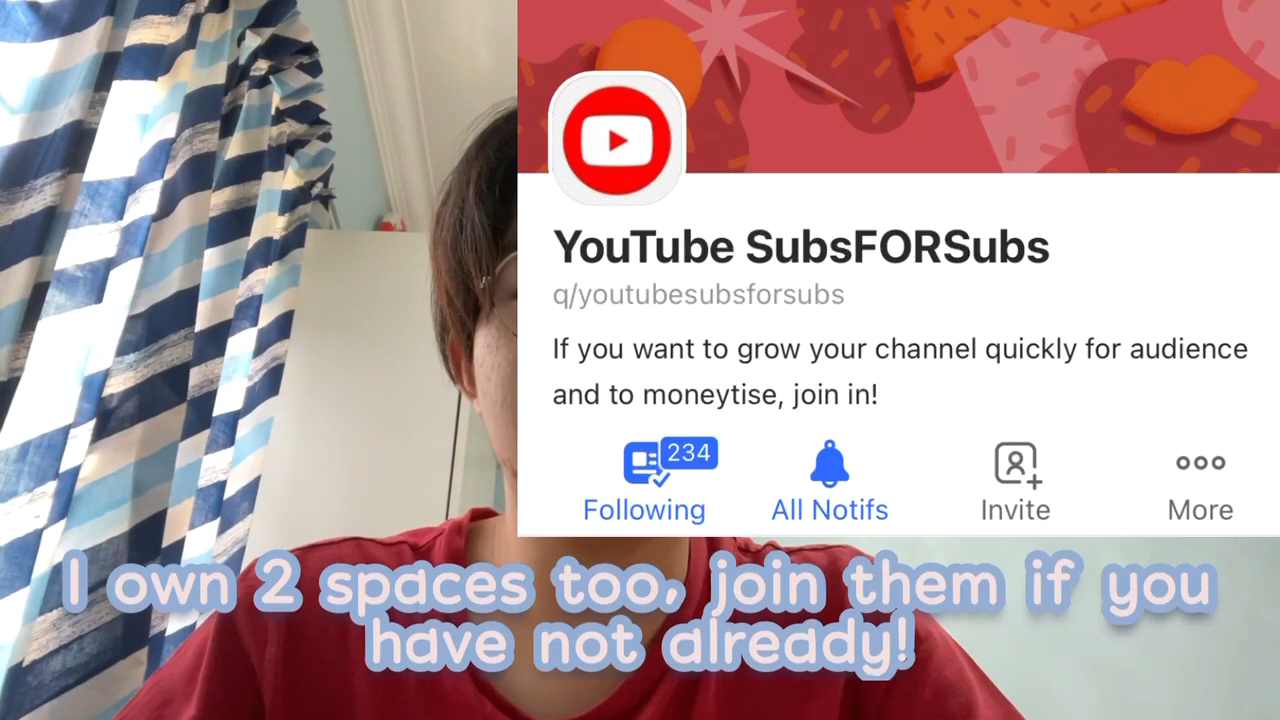 YouTube SubsFORSubs
q/youtubesubsforsubs
If you want to grow your channel quickly for audience
and to moneytise, join in!
234
Following
All Notifs
Invite
More
I own 2 spaces too, join them if you
have not already!